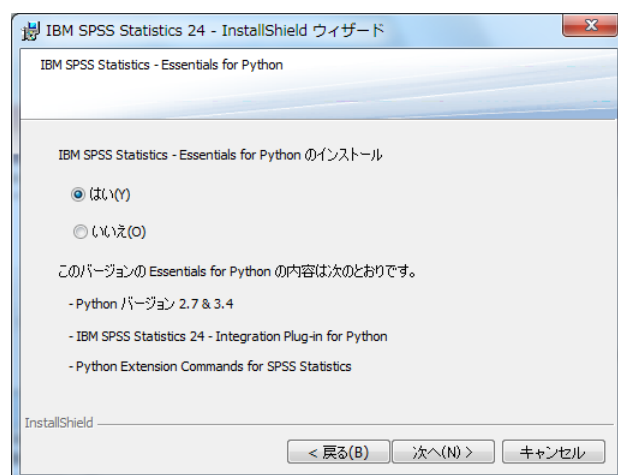 IBM SPSS Statistics 24 - InstallShield ウィザード
IBM SPSS Statistics - Essentials for Python
IBM SPSS Statistics - Essentials for Python のインストール
はい(Y)
いいえ(O)
このバージョンの Essentials for Python の内容は次のとおりです。
- Python バージョン 2.7 & 3.4
- IBM SPSS Statistics 24 - Integration Plug-in for Python
- Python Extension Commands for SPSS Statistics
InstallShield
< 戻る(B)
次へ(N) >
キャンセル